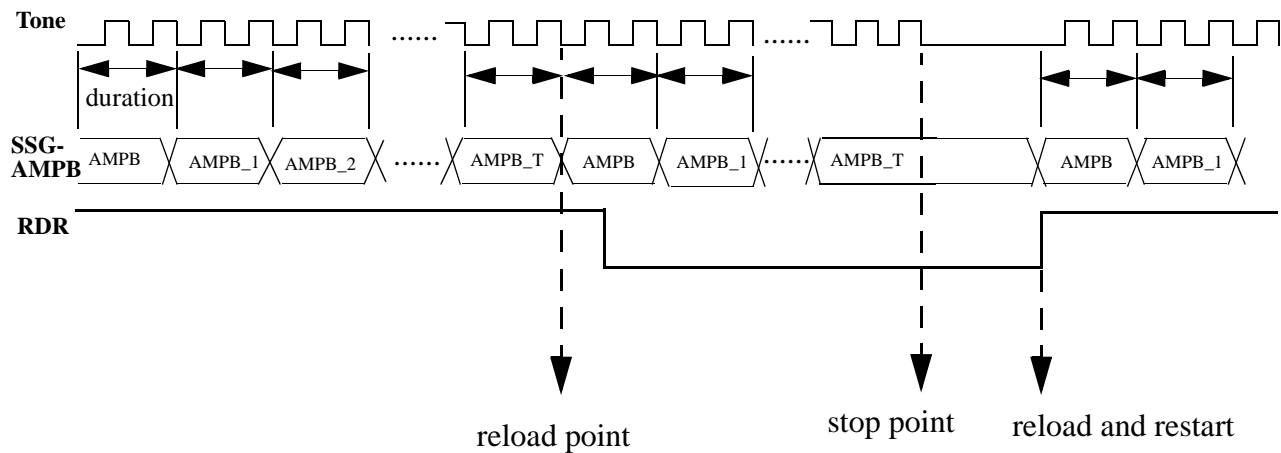 Tone
......
......
duration
SSG-
AMPB
AMPB
AMPB_1
AMPB_2
......
AMPB_T
AMPB
AMPB_1
......
AMPB_T
AMPB
AMPB_1
RDR
reload point
stop point
reload and restart